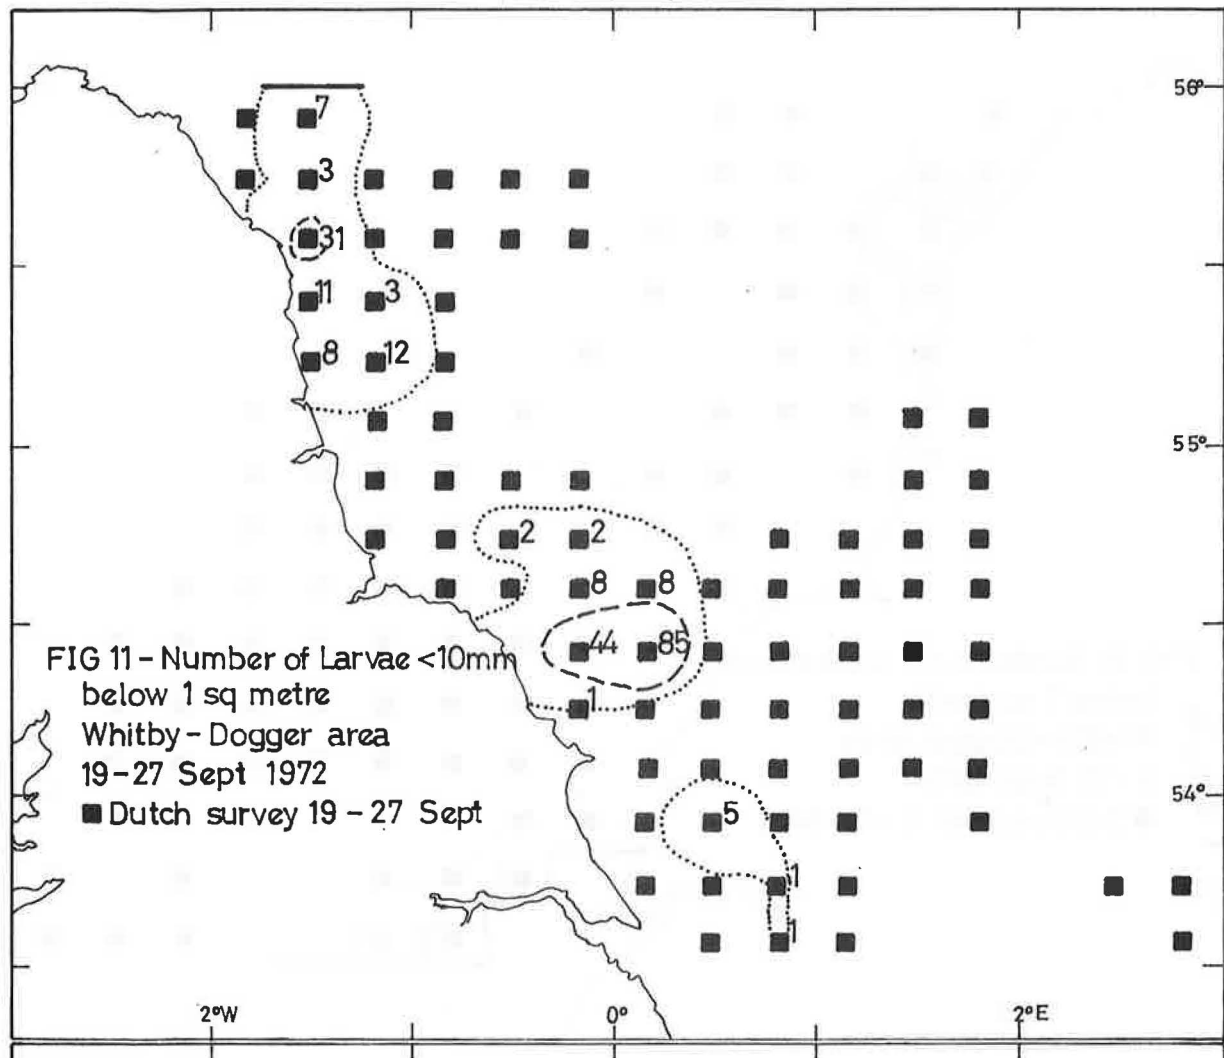 56°
7
3
31
11 3
8 12
55°
2 2
8 8
44 85
FIG 11 - Number of Larvae <10mm
below 1 sq metre
1
Whitby - Dogger area
19-27 Sept 1972
54°
Dutch survey 19 - 27 Sept
5
1
1
2°W 0° 2°E